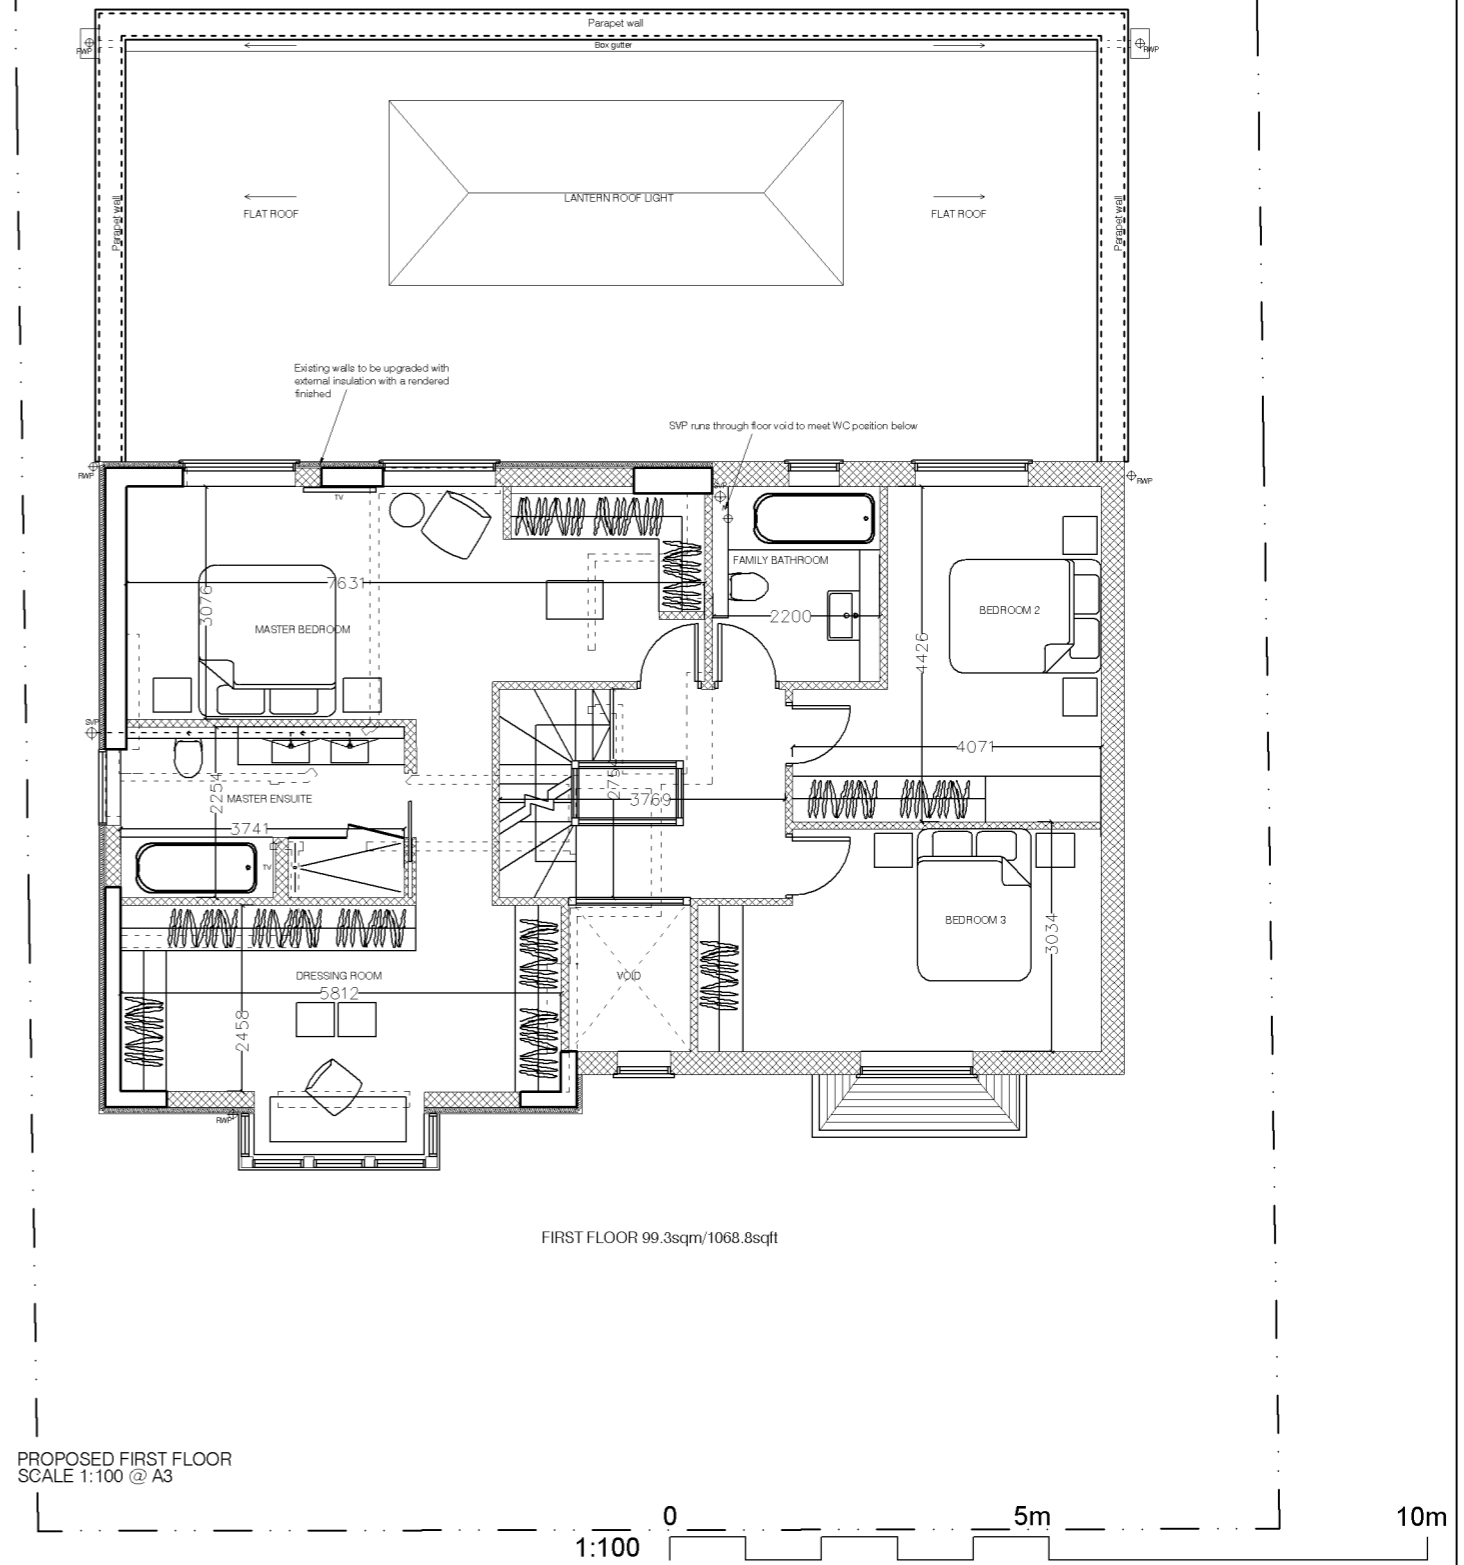 Parapet wall
Box gutter
RWP
RWP
Parapet wall
Parapet wall
LANTERN ROOF LIGHT
FLAT ROOF
FLAT ROOF
Existing walls to be upgraded with
external insulation with a rendered
finished
SVP runs through floor void to meet WC position below
RWP
RWP
SVP
TV
FAMILY BATHROOM
7631
3076
BEDROOM 2
2200
MASTER BEDROOM
4426
SVP
4071
2254
MASTER ENSUITE
3769
3741
TV
BEDROOM 3
3034
DRESSING ROOM
VOID
5812
2458
RWP
FIRST FLOOR 99.3sqm/1068.8sqft
PROPOSED FIRST FLOOR
SCALE 1:100 @ A3
0
5m
10m
1:100